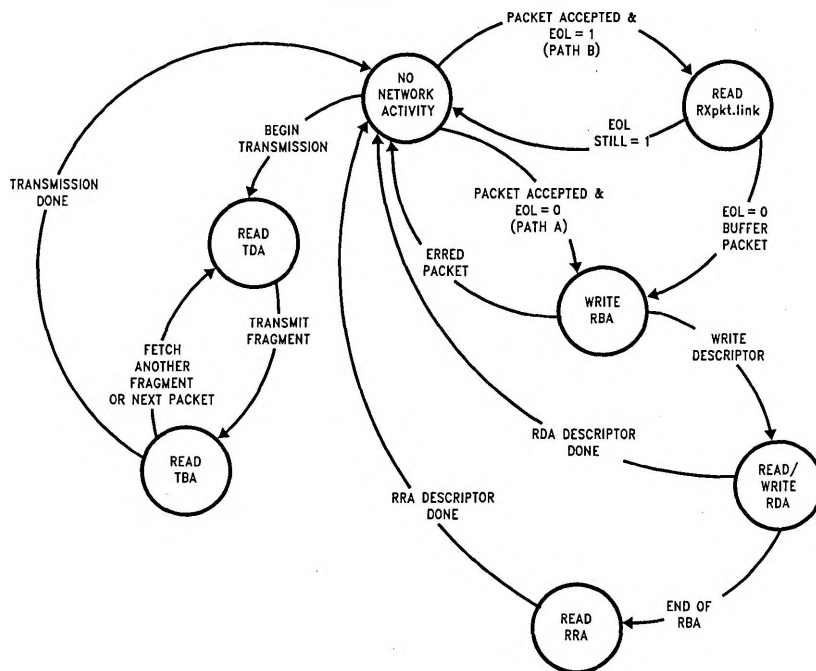 PACKET ACCEPTED &
EOL = 1
(PATH B)
NO
NETWORK
ACTIVITY
READ
RXpkt.link
EOL
STILL = 1
BEGIN
TRANSMISSION
TRANSMISSION
DONE
PACKET ACCEPTED &
EOL = 0
(PATH A)
EOL = 0
BUFFER
PACKET
READ
TDA
ERRED
PACKET
WRITE
RBA
TRANSMIT
FRAGMENT
WRITE
DESCRIPTOR
FETCH
ANOTHER
FRAGMENT
OR NEXT PACKET
RDA DESCRIPTOR
DONE
READ
TBA
READ/
WRITE
RDA
RRA DESCRIPTOR
DONE
END OF
RBA
READ
RRA